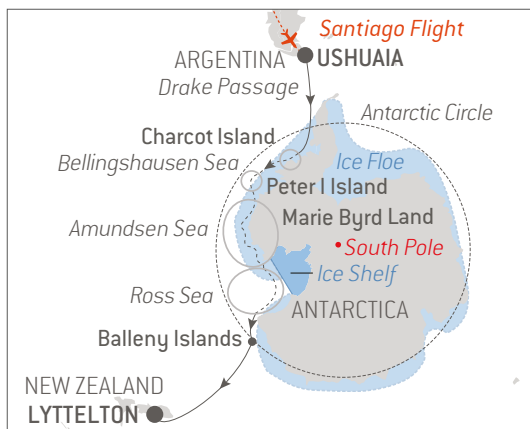 Santiago Flight
ARGENTINA USHUAIA
Drake Passage
Antarctic Circle
Charcot Island
Bellingshausen Sea
Ice Floe
Peter I Island
Marie Byrd Land
Amundsen Sea
South Pole
Ice Shelf
Ross Sea
ANTARCTICA
Balleny Islands
NEW ZEALAND
LYTTELTON